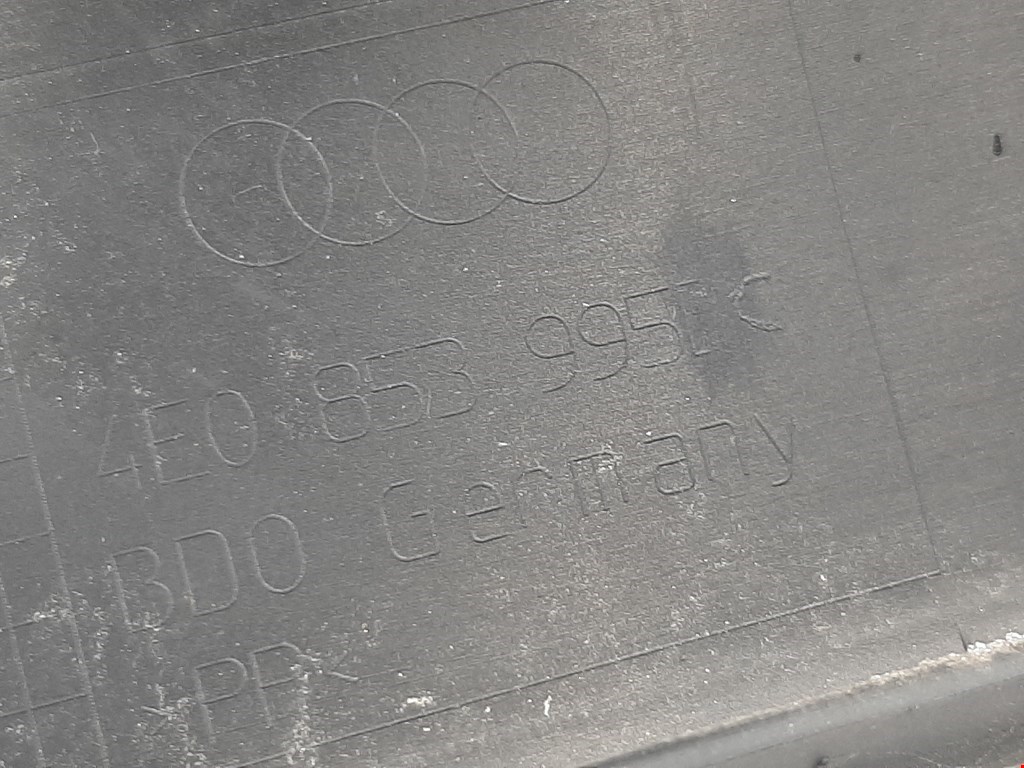 4E0 853 995 C
BDO Germany
PP<